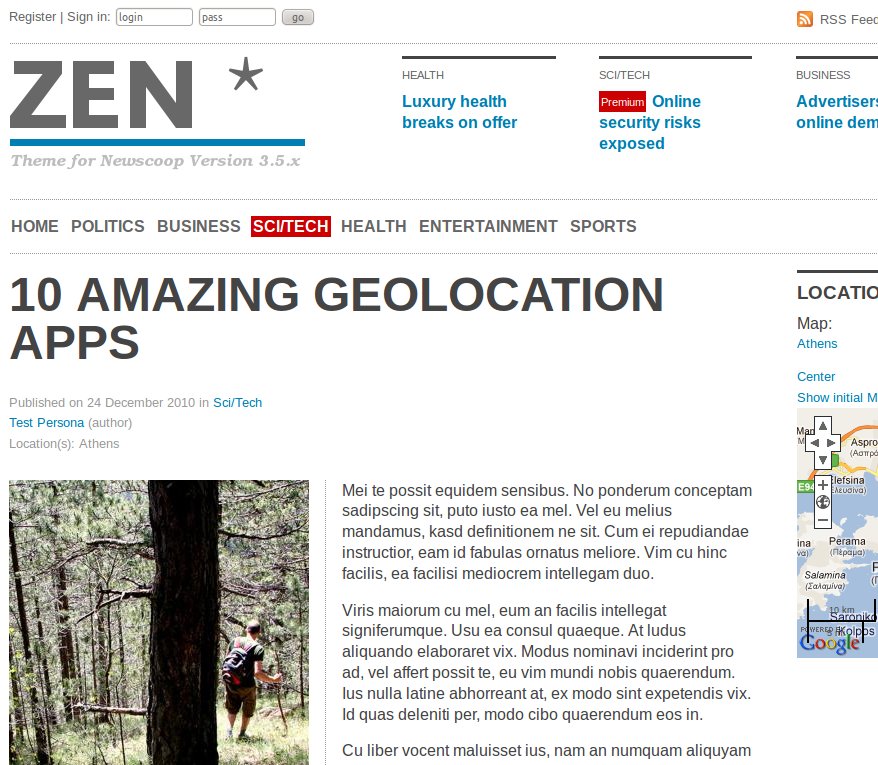 Register | Sign in: login pass go
RSS Feed
ZEN *
Theme for Newscoop Version 3.5.x
HEALTH
Luxury health
breaks on offer
SCI/TECH
Premium Online
security risks
exposed
BUSINESS
Advertisers
online dem
HOME POLITICS BUSINESS SCI/TECH HEALTH ENTERTAINMENT SPORTS
10 AMAZING GEOLOCATION
APPS
Published on 24 December 2010 in Sci/Tech
Test Persona (author)
Location(s): Athens
Mei te possit equidem sensibus. No ponderum conceptam
sadipscing sit, puto iusto ea mel. Vel eu melius
mandamus, kasd definitionem ne sit. Cum ei repudiandae
instructior, eam id fabulas ornatus meliore. Vim cu hinc
facilis, ea facilisi mediocrem intellegam duo.
Viris maiorum cu mel, eum an facilis intellegat
signiferumque. Usu ea consul quaeque. At ludus
aliquando elaboraret vix. Modus nominavi inciderint pro
ad, vel affert possit te, eu vim mundi nobis quaerendum.
Ius nulla latine abhorreant at, ex modo sint expetendis vix.
Id quas deleniti per, modo cibo quaerendum eos in.
Cu liber vocent maluisset ius, nam an numquam aliquyam
LOCATIO
Map:
Athens
Center
Show initial M
Man
Aspro
(Ασπρό
Elefsina
(Ελευσίνα)
E94
Perama
(Πέραμα)
Salamina
(Σαλαμίνα)
10 km
Saroniko
Kolpos
POWERED BY
Google